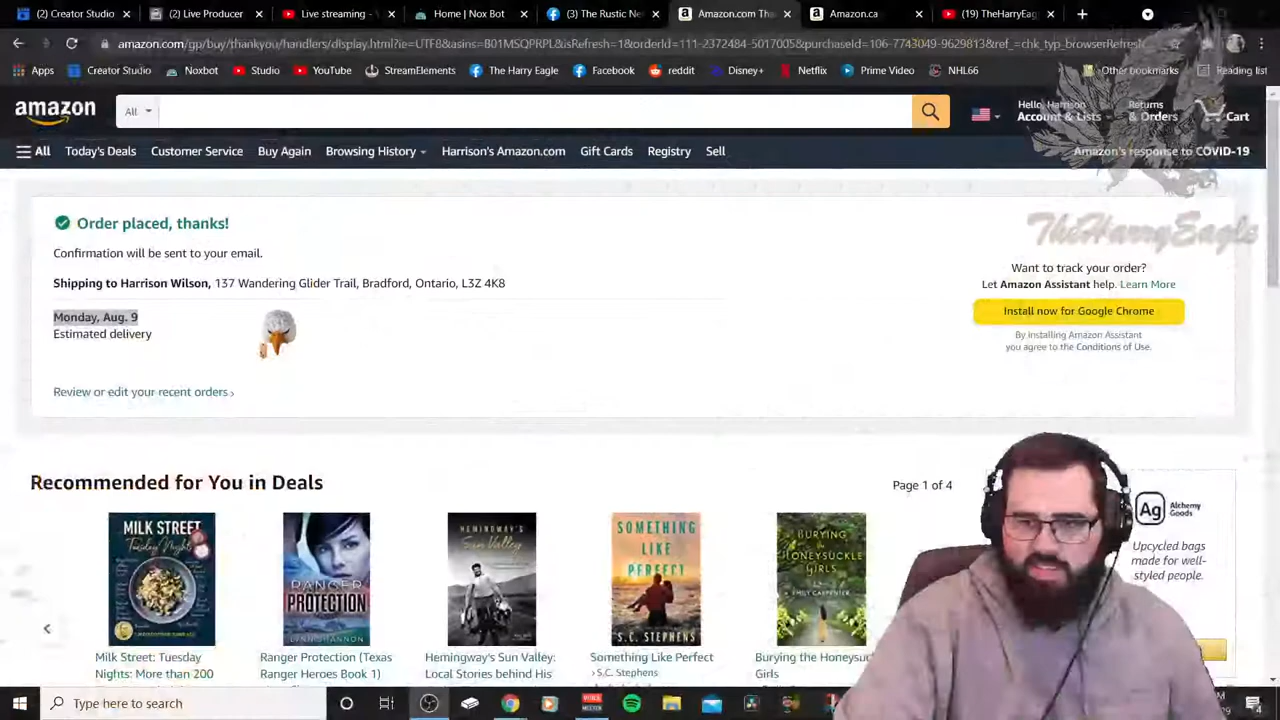 Creator Studio
(2) Live Producer
Live streaming -
Home | Nox Bot
(3) The Rustic Ne
Amazon.com Tha
Amazon.ca
(19) TheHarryEag
amazon.com/gp/buy/thankyou/handlers/display.html?ie=UTF8&asins=B01MSQPRPL&isRefresh=1&orderId=111-2372484-5017005&purchaseId=106-7743049-9629813&ref_=chk_typ_browserRefresh
Apps
Creator Studio
Noxbot
Studio
YouTube
StreamElements
The Harry Eagle
Facebook
reddit
Disney+
Netflix
Prime Video
NHL66
Other bookmarks
Reading list
amazon
All
Hello, Harrison
Account & Lists
Returns
& Orders
Cart
All
Today's Deals
Customer Service
Buy Again
Browsing History
Harrison's Amazon.com
Gift Cards
Registry
Sell
Amazon's response to COVID-19
TheHarryEagle
Order placed, thanks!
Confirmation will be sent to your email.
Shipping to Harrison Wilson, 137 Wandering Glider Trail, Bradford, Ontario, L3Z 4K8
Monday, Aug. 9
Estimated delivery
Review or edit your recent orders ›
Want to track your order?
Let Amazon Assistant help. Learn More
Install now for Google Chrome
By installing Amazon Assistant
you agree to the Conditions of Use.
Recommended for You in Deals
Page 1 of 4
MILK STREET
Tuesday Nights
RANGER
PROTECTION
LYNN SHANNON
HEMINGWAY'S
Sun Valley
SOMETHING
LIKE
PERFECT
S.C. STEPHENS
BURYING
THE
HONEYSUCKLE
GIRLS
EMILY CARPENTER
Ag
Alchemy
Goods
Upcycled bags
made for well-
styled people.
Milk Street: Tuesday
Nights: More than 200
Ranger Protection (Texas
Ranger Heroes Book 1)
Hemingway's Sun Valley:
Local Stories behind His
Something Like Perfect
› S.C. Stephens
Burying the Honeysuc
Girls
Type here to search